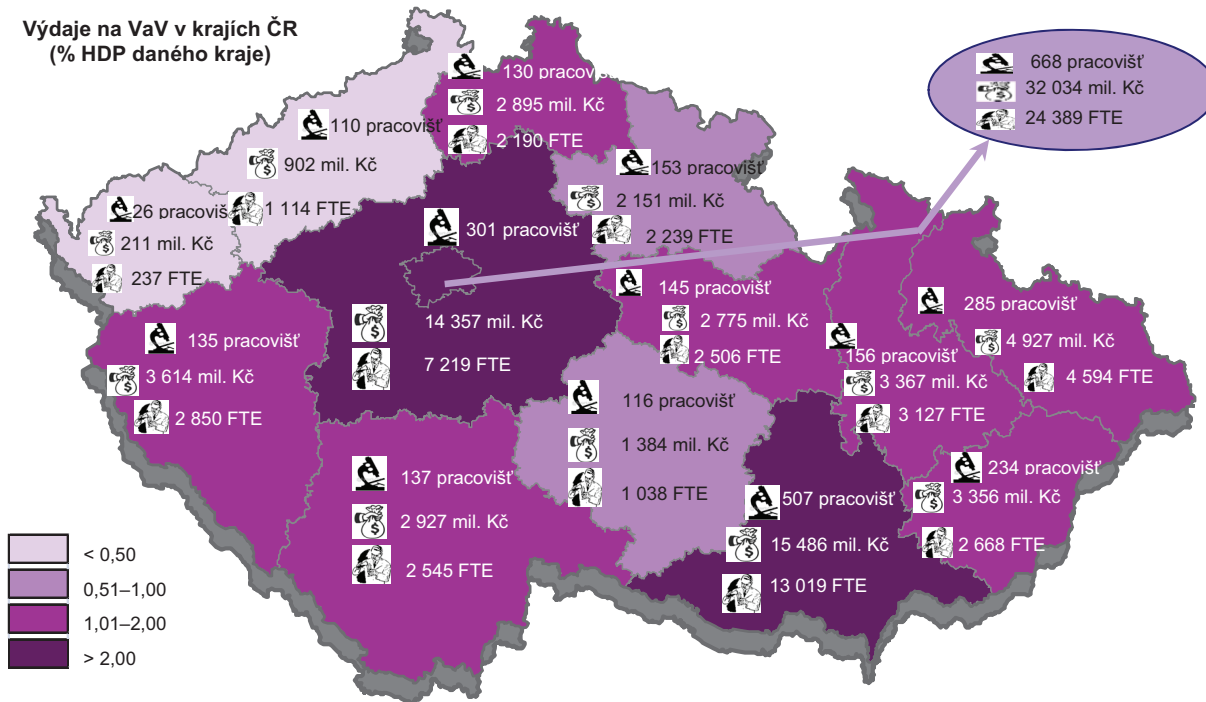 Výdaje na VaV v krajích ČR
(% HDP daného kraje)
668 pracovišť
32 034 mil. Kč
24 389 FTE
130 pracovišť
2 895 mil. Kč
2 190 FTE
110 pracovišť
902 mil. Kč
1 114 FTE
153 pracovišť
2 151 mil. Kč
2 239 FTE
26 pracoviš
211 mil. Kč
237 FTE
301 pracovišť
14 357 mil. Kč
7 219 FTE
145 pracovišť
2 775 mil. Kč
2 506 FTE
285 pracovišť
4 927 mil. Kč
4 594 FTE
135 pracovišť
3 614 mil. Kč
2 850 FTE
156 pracovišť
3 367 mil. Kč
3 127 FTE
116 pracovišť
1 384 mil. Kč
1 038 FTE
137 pracovišť
2 927 mil. Kč
2 545 FTE
507 pracovišť
15 486 mil. Kč
13 019 FTE
234 pracovišť
3 356 mil. Kč
2 668 FTE
< 0,50
0,51–1,00
1,01–2,00
> 2,00